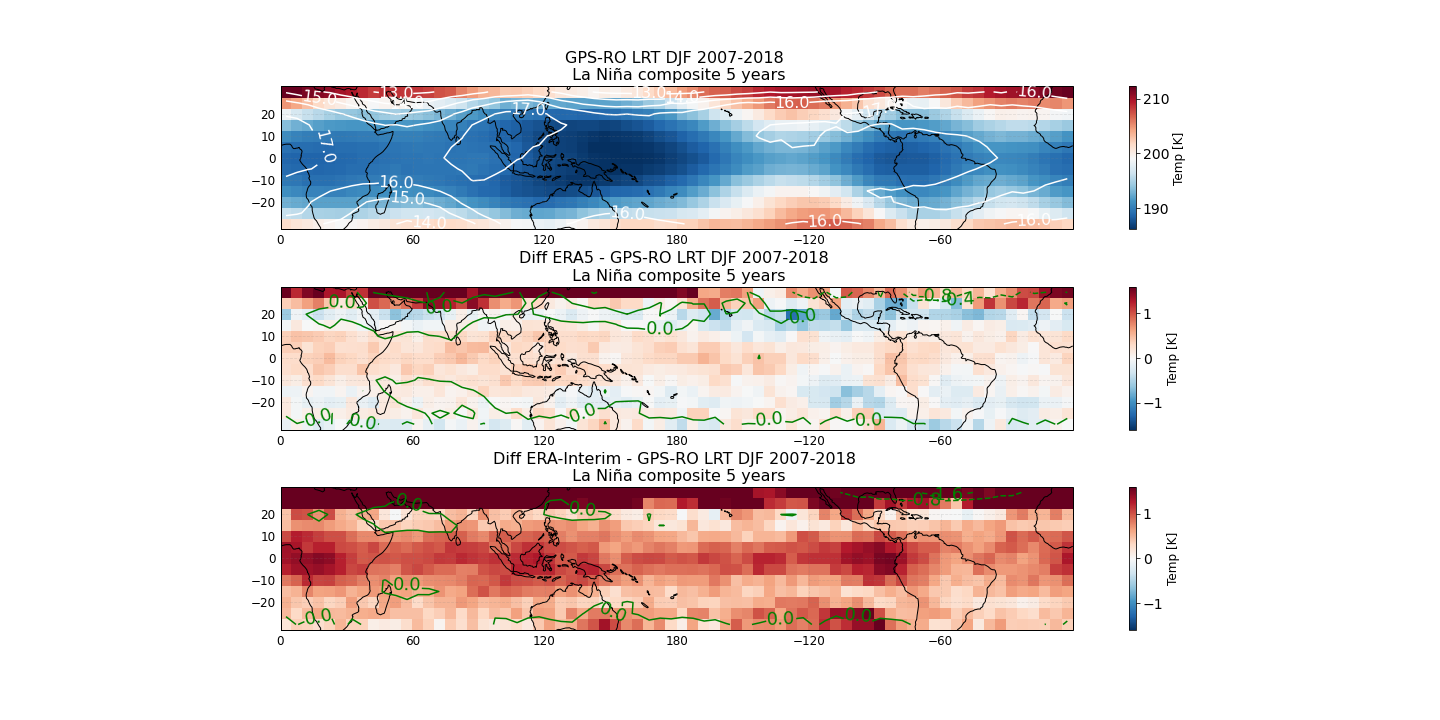 GPS-RO LRT DJF 2007-2018
La Niña composite 5 years
15.0 13.0 13.0 14.0 16.0 16.0
17.0
17.0
16.0
15.0
14.0 16.0 16.0 16.0
20
10
0
−10
−20
0 60 120 180 −120 −60
210
200
190
Temp [K]
Diff ERA5 - GPS-RO LRT DJF 2007-2018
La Niña composite 5 years
0.0 0.0 0.0 0.0 -0.8
0.0 0.0 0.0 0.0 0.0
20
10
0
−10
−20
0 60 120 180 −120 −60
1
0
−1
Temp [K]
Diff ERA-Interim - GPS-RO LRT DJF 2007-2018
La Niña composite 5 years
0.0 0.0 -0.8
0.0
0.0 0.0 0.0 0.0
20
10
0
−10
−20
0 60 120 180 −120 −60
1
0
−1
Temp [K]